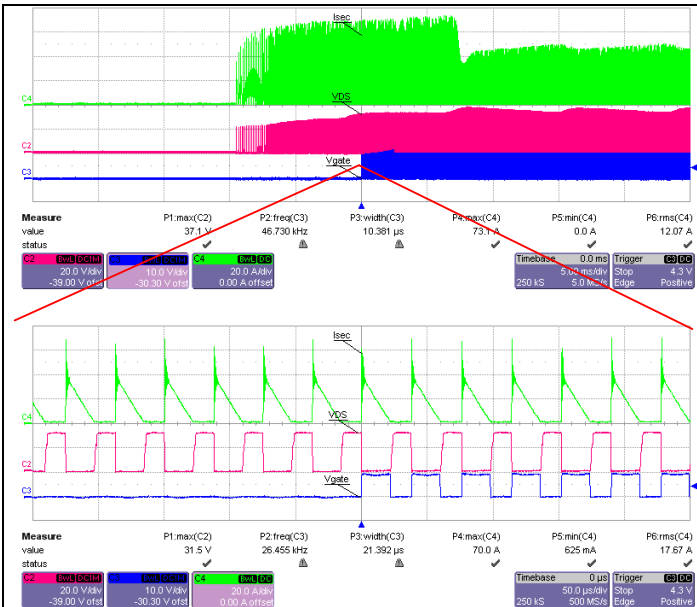 Isec
C4
VDS
C2
Vgate
C3
Measure P1:max(C2) P2:freq(C3) P3:width(C3) P4:max(C4) P5:min(C4) P6:rms(C4)
value 37.1 V 46.730 kHz 10.381 µs 73.1 A 0.0 A 12.07 A
status
C2 BwL DC1M C4 BwL DC Timebase 0.0 ms Trigger C3 DC
20.0 V/div 10.0 V/div 20.0 A/div 5.00 ms/div Stop 4.3 V
-39.00 V ofst -30.30 V ofst 0.00 A offset 250 kS 5.0 MS/s Edge Positive
Isec
C4
VDS
C2
Vgate
C3
Measure P1:max(C2) P2:freq(C3) P3:width(C3) P4:max(C4) P5:min(C4) P6:rms(C4)
value 31.5 V 26.455 kHz 21.392 µs 70.0 A 625 mA 17.67 A
status
C2 BwL DC1M C4 BwL DC Timebase 0 µs Trigger C3 DC
20.0 V/div 10.0 V/div 20.0 A/div 50.0 µs/div Stop 4.3 V
-39.00 V ofst -30.30 V ofst 0.00 A offset 250 kS 500 MS/s Edge Positive